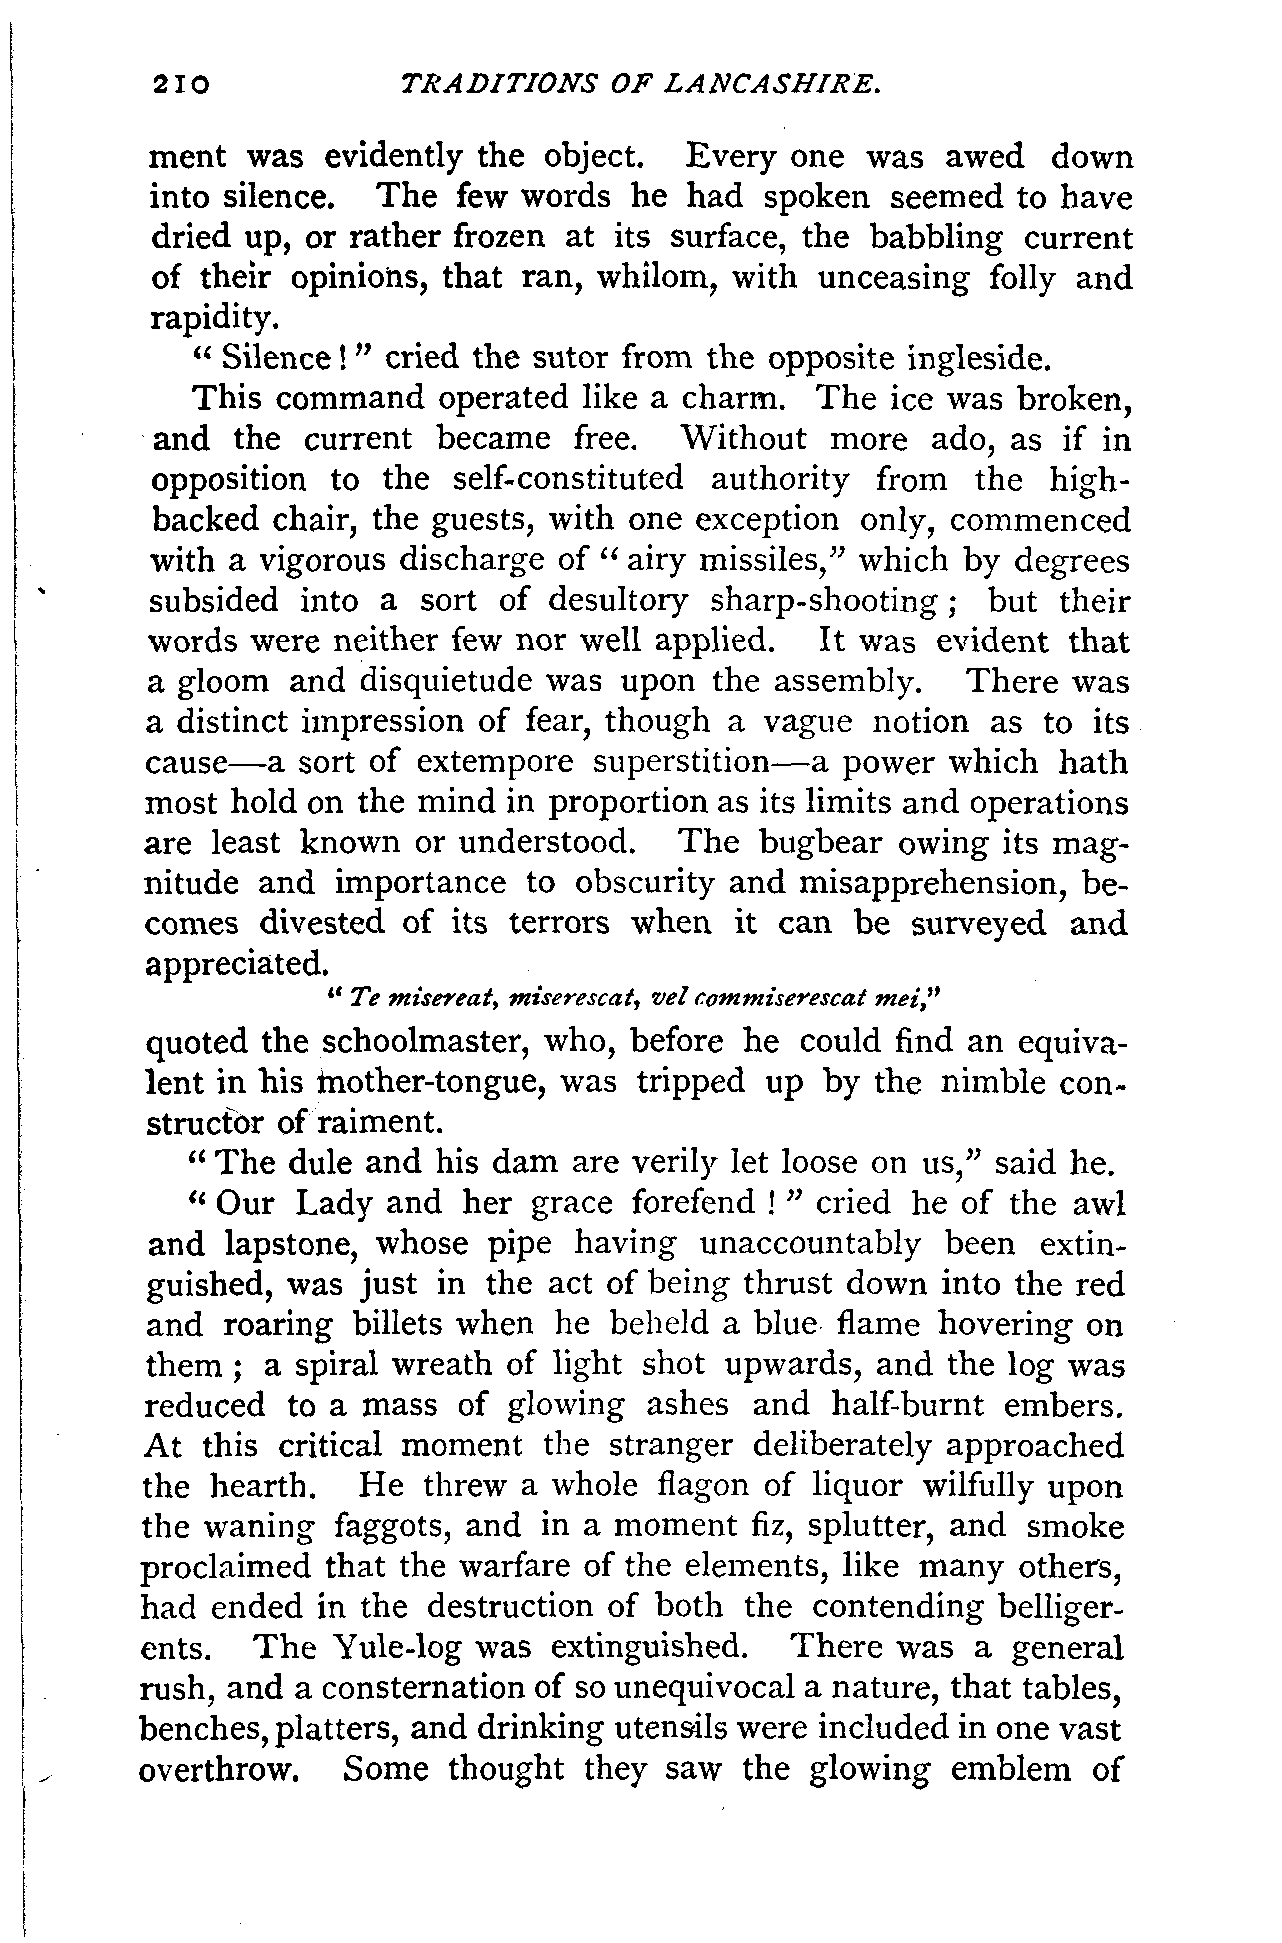 210 TRADITIONS OF LANCASHIRE.
ment was evidently the object. Every one was awed down
into silence. The few words he had spoken seemed to have
dried up, or rather frozen at its surface, the babbling current
of their opinions, that ran, whilom, with unceasing folly and
rapidity.
“ Silence ! ” cried the sutor from the opposite ingleside.
This command operated like a charm. The ice was broken,
and the current became free. Without more ado, as if in
opposition to the self-constituted authority from the high-
backed chair, the guests, with one exception only, commenced
with a vigorous discharge of “ airy missiles,” which by degrees
subsided into a sort of desultory sharp-shooting ; but their
words were neither few nor well applied. It was evident that
a gloom and disquietude was upon the assembly. There was
a distinct impression of fear, though a vague notion as to its
cause—a sort of extempore superstition—a power which hath
most hold on the mind in proportion as its limits and operations
are least known or understood. The bugbear owing its mag-
nitude and importance to obscurity and misapprehension, be-
comes divested of its terrors when it can be surveyed and
appreciated.
“ Te misereat, miserescat, vel commiserescat mei,”
quoted the schoolmaster, who, before he could find an equiva-
lent in his mother-tongue, was tripped up by the nimble con-
structor of raiment.
“ The dule and his dam are verily let loose on us,” said he.
“ Our Lady and her grace forefend ! ” cried he of the awl
and lapstone, whose pipe having unaccountably been extin-
guished, was just in the act of being thrust down into the red
and roaring billets when he beheld a blue flame hovering on
them ; a spiral wreath of light shot upwards, and the log was
reduced to a mass of glowing ashes and half-burnt embers.
At this critical moment the stranger deliberately approached
the hearth. He threw a whole flagon of liquor wilfully upon
the waning faggots, and in a moment fiz, splutter, and smoke
proclaimed that the warfare of the elements, like many others,
had ended in the destruction of both the contending belliger-
ents. The Yule-log was extinguished. There was a general
rush, and a consternation of so unequivocal a nature, that tables,
benches, platters, and drinking utensils were included in one vast
overthrow. Some thought they saw the glowing emblem of